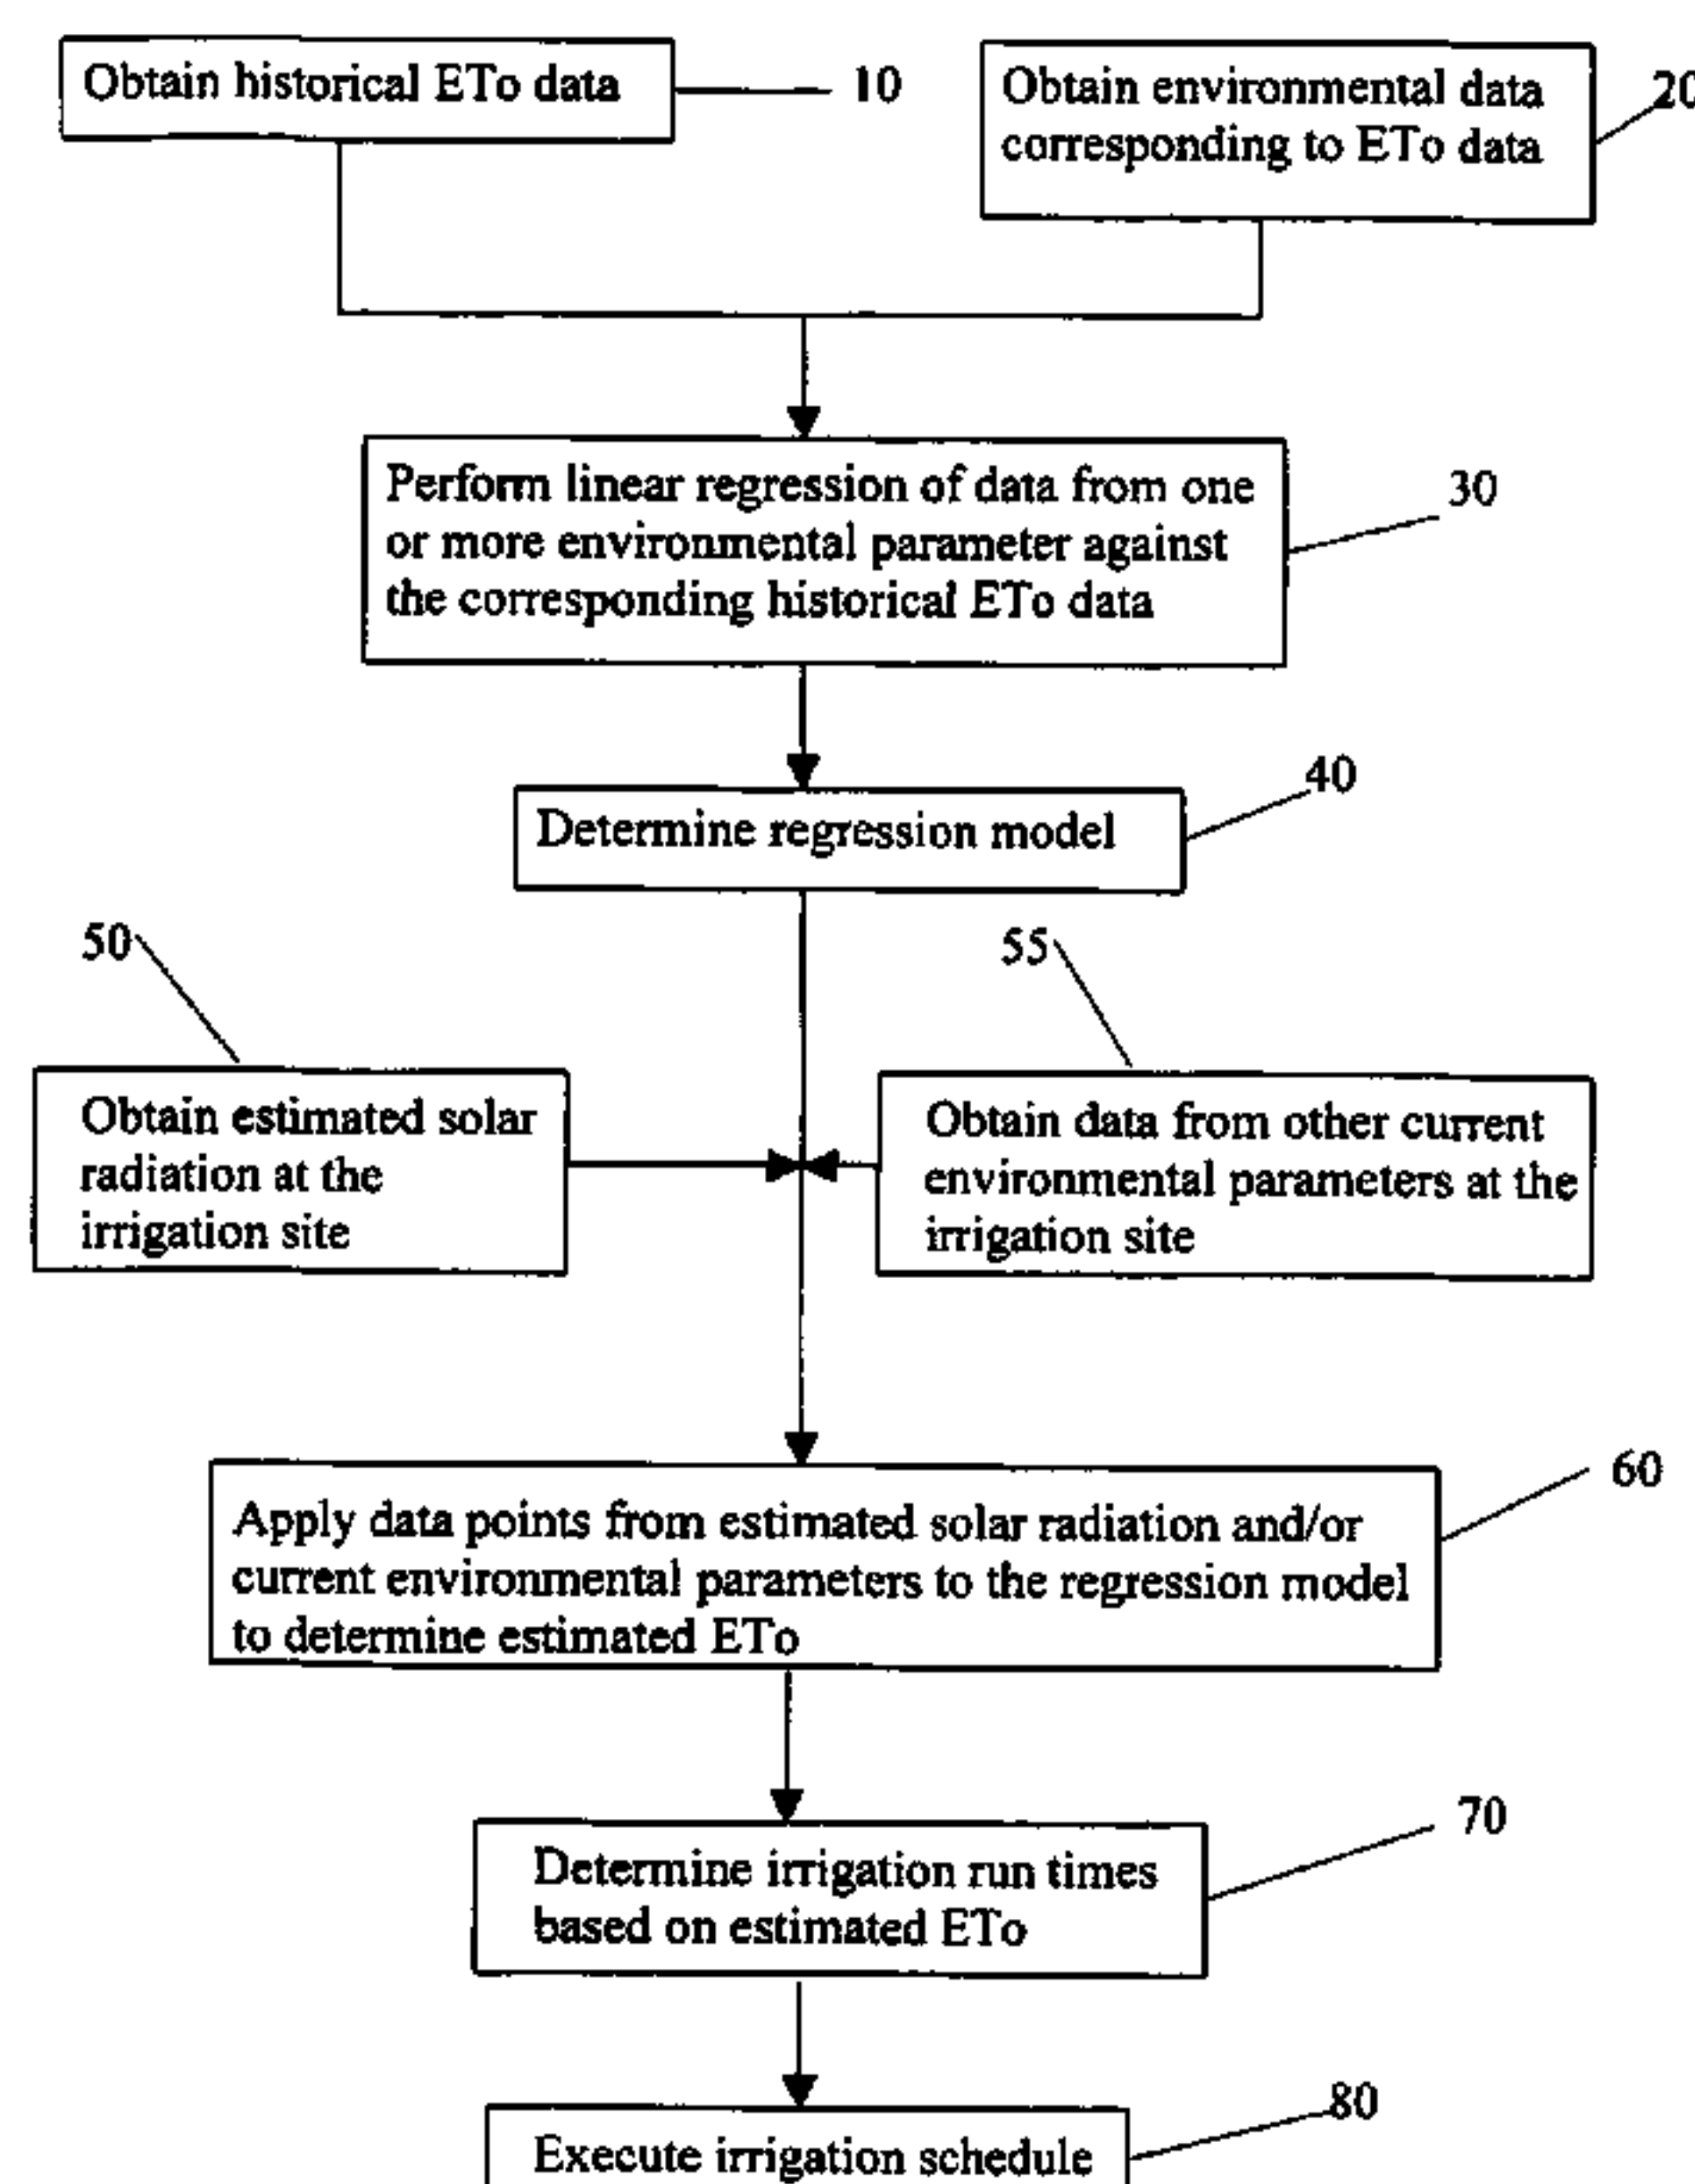 Obtain historical ETo data
10
Obtain environmental data
corresponding to ETo data
20
Perform linear regression of data from one
or more environmental parameter against
the corresponding historical ETo data
30
Determine regression model
40
50
55
Obtain estimated solar
radiation at the
irrigation site
Obtain data from other current
environmental parameters at the
irrigation site
Apply data points from estimated solar radiation and/or
current environmental parameters to the regression model
to determine estimated ETo
60
Determine irrigation run times
based on estimated ETo
70
Execute irrigation schedule
80